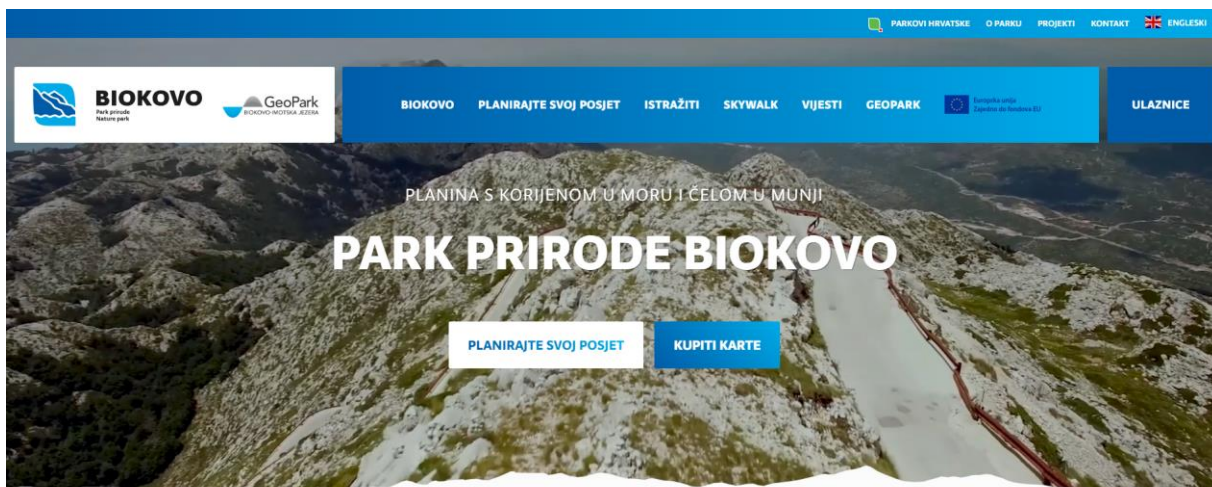 PARKOVI HRVATSKE O PARKU PROJEKTI KONTAKT ENGLESKI
BIOKOVO
Park prirode
Nature park
GeoPark
BIOKOVO-IMOTSKA JEZERA
BIOKOVO PLANIRAJTE SVOJ POSJET ISTRAŽITI SKYWALK VIJESTI GEOPARK
Europska unija
Zajedno do fondova EU
ULAZNICE
PLANINA S KORIJENOM U MORU I ČELOM U MUNJI
PARK PRIRODE BIOKOVO
PLANIRAJTE SVOJ POSJET KUPITI KARTE